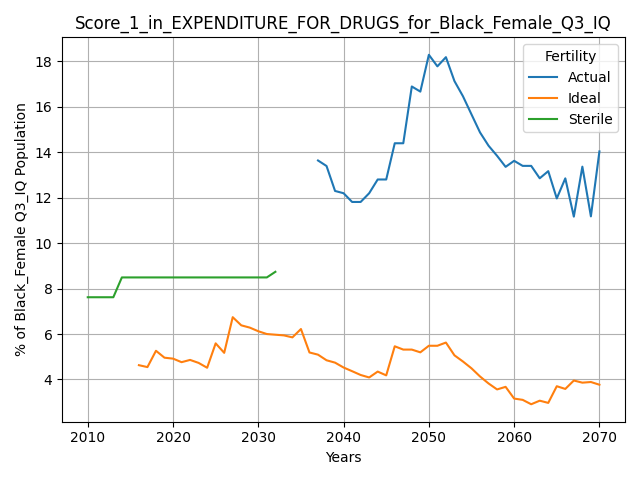 Score_1_in_EXPENDITURE_FOR_DRUGS_for_Black_Female_Q3_IQ
Fertility
Actual
Ideal
Sterile
% of Black_Female Q3_IQ Population
18
16
14
12
10
8
6
4
2010 2020 2030 2040 2050 2060 2070
Years